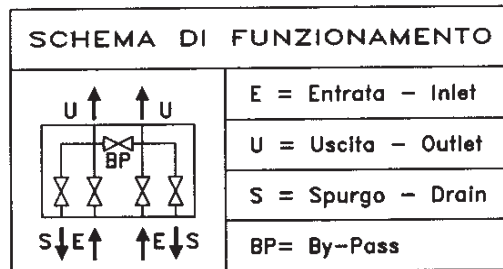 SCHEMA DI FUNZIONAMENTO
U U
BP
S E E S
E = Entrata - Inlet
U = Uscita - Outlet
S = Spurgo - Drain
BP= By-Pass